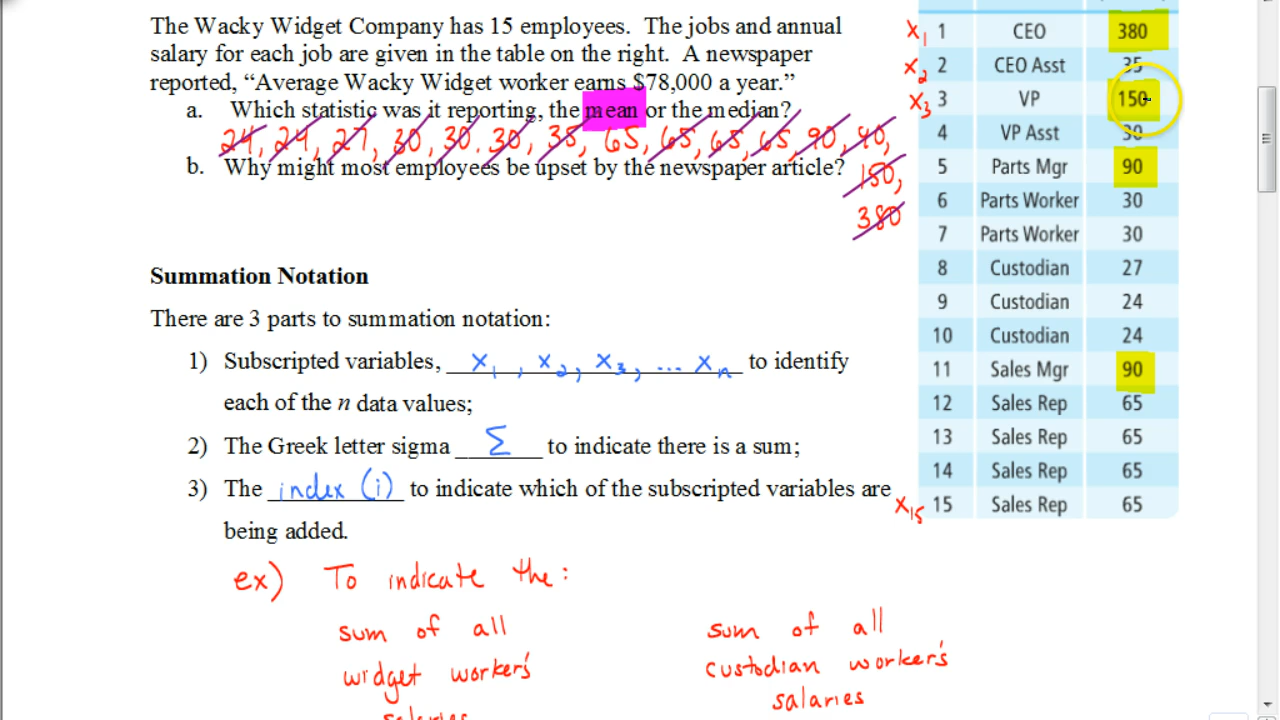 The Wacky Widget Company has 15 employees.  The jobs and annual
salary for each job are given in the table on the right.  A newspaper
reported, “Average Wacky Widget worker earns $78,000 a year.”
a. Which statistic was it reporting, the mean or the median?
24, 24, 27, 30, 30. 30, 35, 65, 65, 65, 65, 90, 90,
b. Why might most employees be upset by the newspaper article?
150,
380
Summation Notation
There are 3 parts to summation notation:
1) Subscripted variables, x1, x2, x3, ... xn to identify
each of the n data values;
2) The Greek letter sigma Σ to indicate there is a sum;
3) The index (i) to indicate which of the subscripted variables are
being added.
ex) To indicate the:
sum of all
widget worker's
salaries
sum of all
custodian worker's
salaries
x1 1 CEO 380
x2 2 CEO Asst 35
x3 3 VP 150
4 VP Asst 30
5 Parts Mgr 90
6 Parts Worker 30
7 Parts Worker 30
8 Custodian 27
9 Custodian 24
10 Custodian 24
11 Sales Mgr 90
12 Sales Rep 65
13 Sales Rep 65
14 Sales Rep 65
x15 15 Sales Rep 65